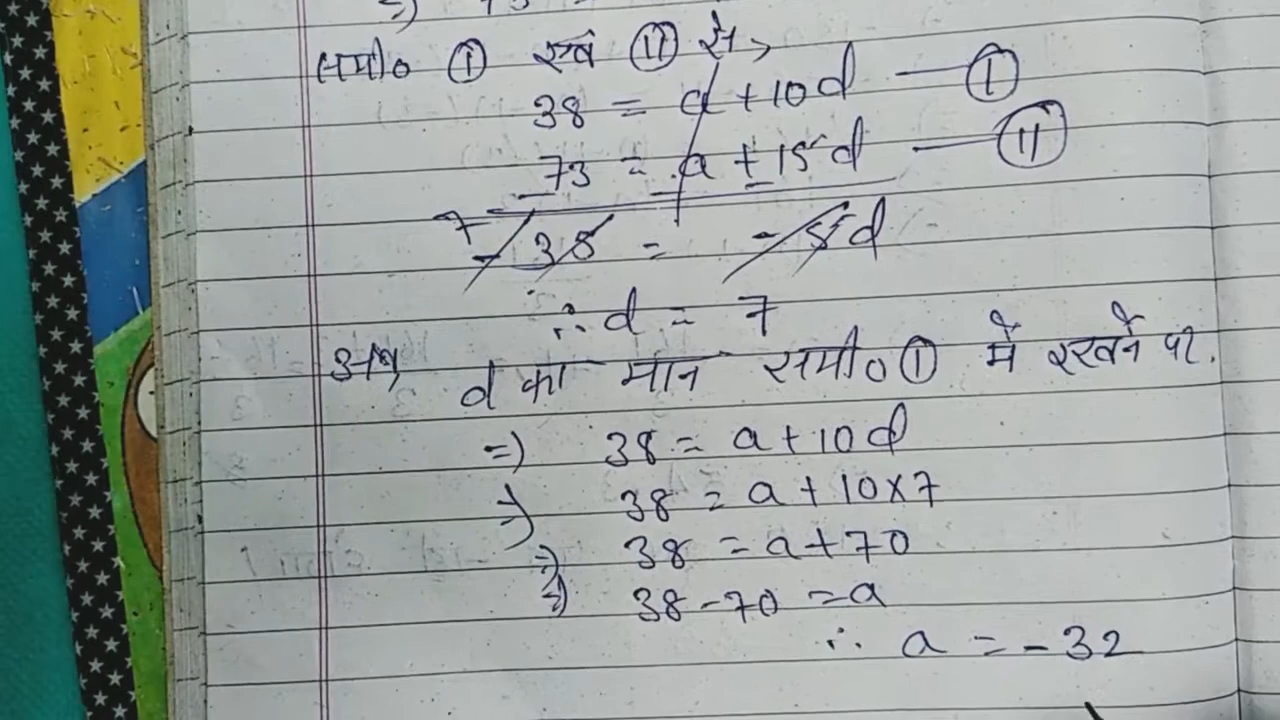 समी० (I) एवं (II) से,
38 = a + 10d — (I)
73 = a + 15d — (II)
7
- 35 = - 5d
∴ d = 7
अब, d का मान समी० (I) में रखने पर.
=) 38 = a + 10d
=) 38 = a + 10×7
=) 38 = a + 70
=) 38 - 70 = a
∴ a = - 32